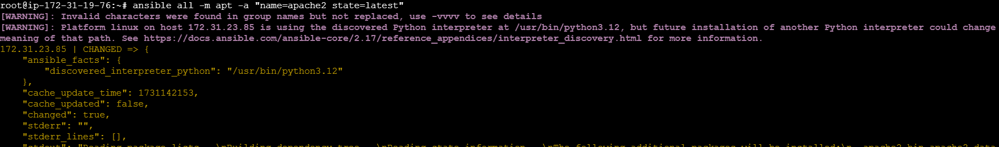 root@ip-172-31-19-76:~# ansible all -m apt -a "name=apache2 state=latest"
[WARNING]: Invalid characters were found in group names but not replaced, use -vvvv to see details
[WARNING]: Platform linux on host 172.31.23.85 is using the discovered Python interpreter at /usr/bin/python3.12, but future installation of another Python interpreter could change
meaning of that path. See https://docs.ansible.com/ansible-core/2.17/reference_appendices/interpreter_discovery.html for more information.
172.31.23.85 | CHANGED => {
    "ansible_facts": {
        "discovered_interpreter_python": "/usr/bin/python3.12"
    },
    "cache_update_time": 1731142153,
    "cache_updated": false,
    "changed": true,
    "stderr": "",
    "stderr_lines": [],
    "stdout": "Reading package lists...\nBuilding dependency tree...\nReading state information...\nThe following additional packages will be installed:\n  apache2-bin apache2-data